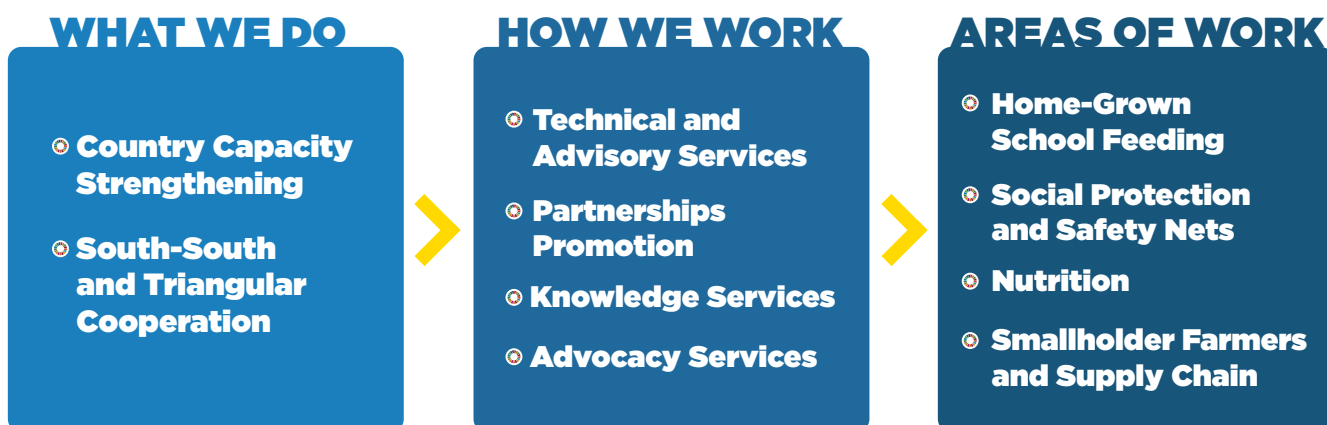 WHAT WE DO
Country Capacity
Strengthening
South-South
and Triangular
Cooperation
HOW WE WORK
Technical and
Advisory Services
Partnerships
Promotion
Knowledge Services
Advocacy Services
AREAS OF WORK
Home-Grown
School Feeding
Social Protection
and Safety Nets
Nutrition
Smallholder Farmers
and Supply Chain